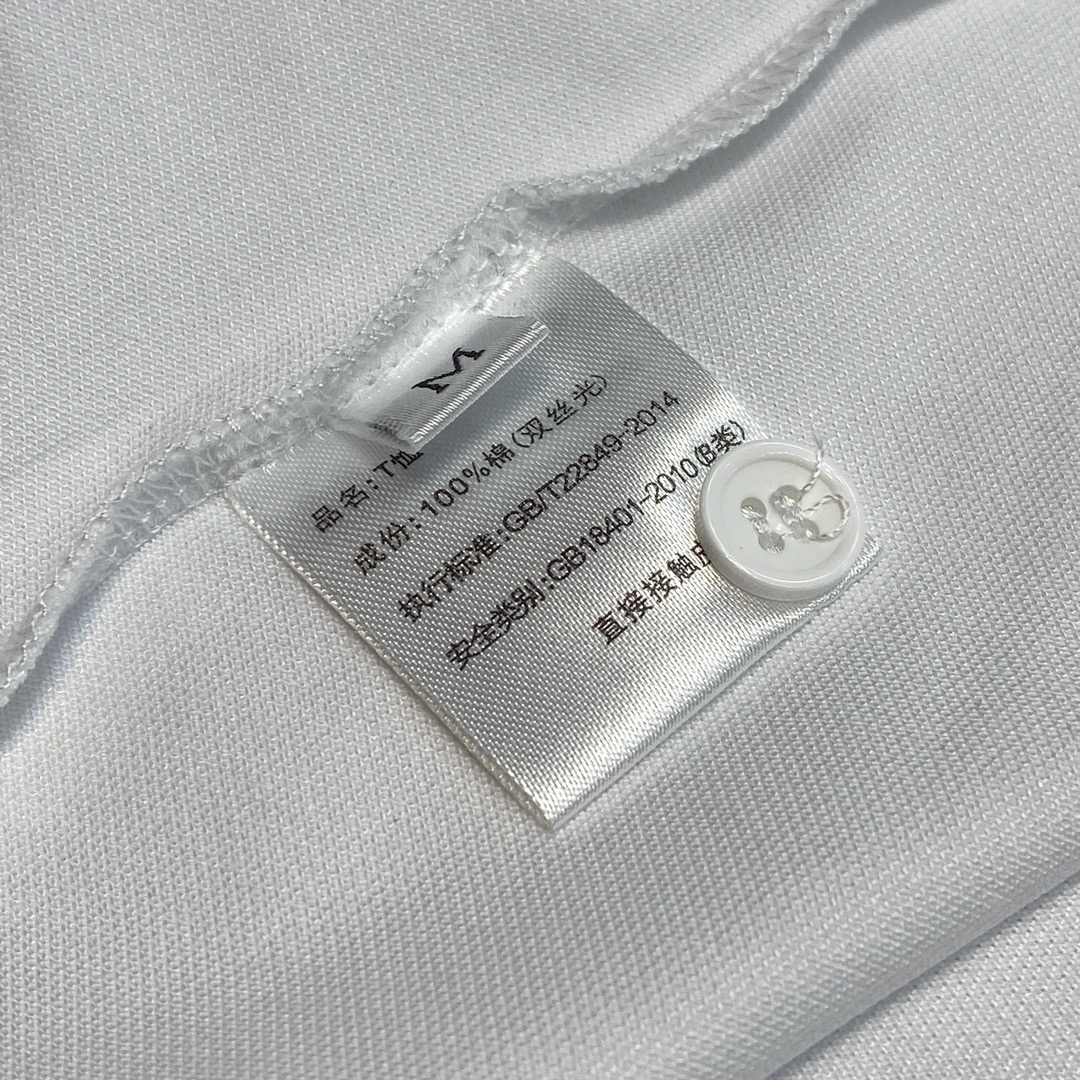 M
品名:T恤
成份:100%棉(双丝光)
执行标准:GB/T22849-2014
安全类别:GB18401-2010(B类)
直接接触